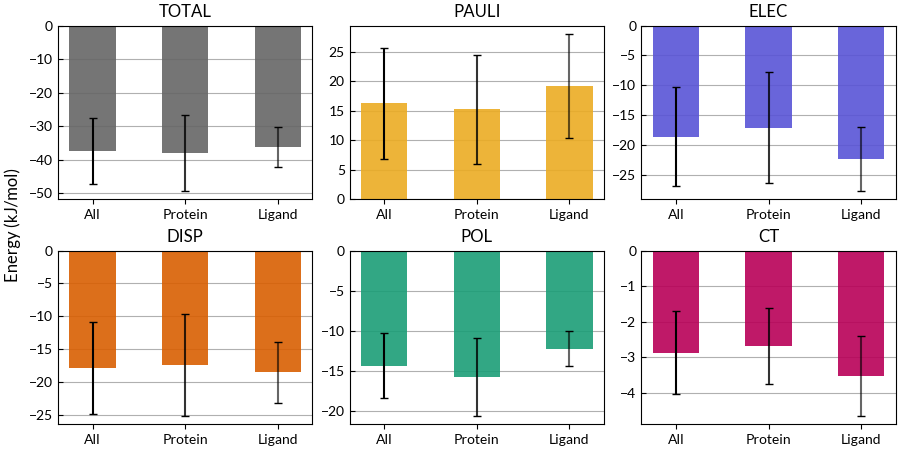 TOTAL
PAULI
ELEC
0
−10
−20
−30
−40
−50
All
Protein
Ligand
25
20
15
10
5
0
All
Protein
Ligand
0
−5
−10
−15
−20
−25
All
Protein
Ligand
Energy (kJ/mol)
DISP
POL
CT
0
−5
−10
−15
−20
−25
All
Protein
Ligand
0
−5
−10
−15
−20
All
Protein
Ligand
0
−1
−2
−3
−4
All
Protein
Ligand